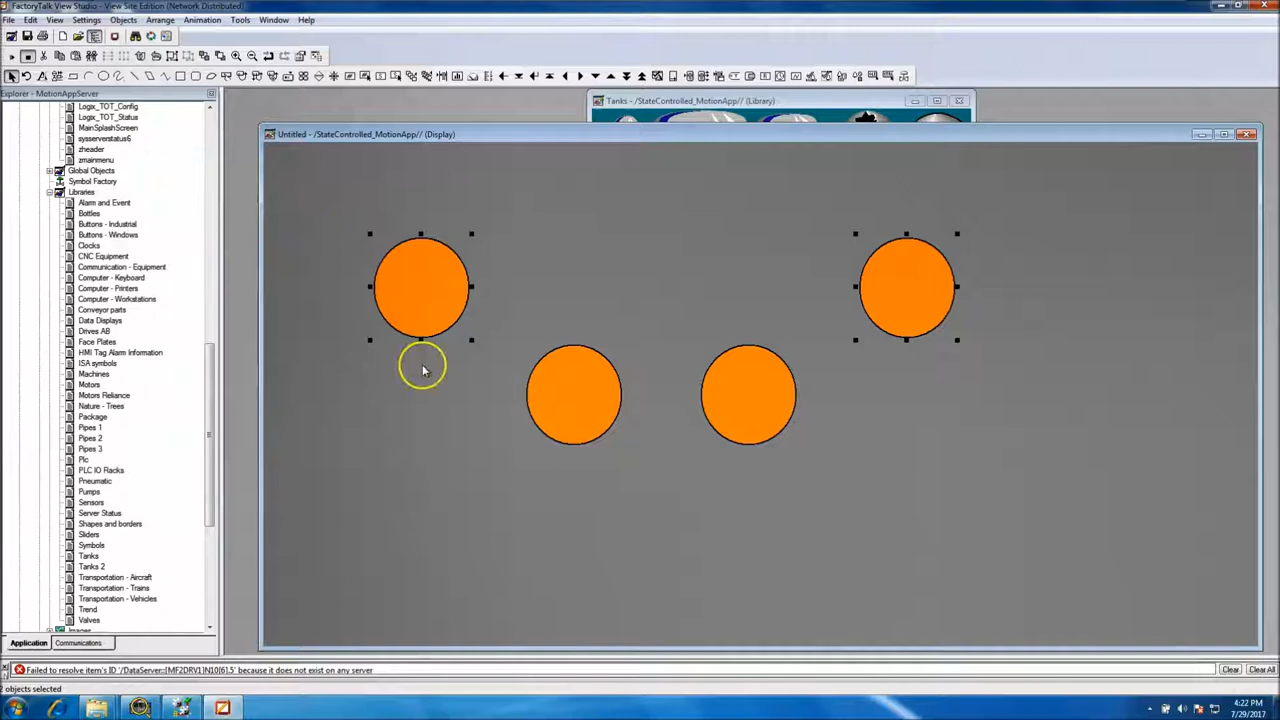 FactoryTalk View Studio - View Site Edition (Network Distributed)
File Edit View Settings Objects Arrange Animation Tools Window Help
Explorer - MotionAppServer
Logix_TOT_Config
Logix_TOT_Status
MainSplashScreen
sysserverstatus6
zheader
zmainmenu
Global Objects
Symbol Factory
Libraries
Alarm and Event
Bottles
Buttons - Industrial
Buttons - Windows
Clocks
CNC Equipment
Communication - Equipment
Computer - Keyboard
Computer - Printers
Computer - Workstations
Conveyor parts
Data Displays
Drives AB
Face Plates
HMI Tag Alarm Information
ISA symbols
Machines
Motors
Motors Reliance
Nature - Trees
Package
Pipes 1
Pipes 2
Pipes 3
Plc
PLC IO Racks
Pneumatic
Pumps
Sensors
Server Status
Shapes and borders
Sliders
Symbols
Tanks
Tanks 2
Transportation - Aircraft
Transportation - Trains
Transportation - Vehicles
Trend
Valves
Images
Application Communications
Tanks - /StateControlled_MotionApp// (Library)
Untitled - /StateControlled_MotionApp// (Display)
Failed to resolve item's ID '/DataServer::[MF2DRV1]N10[6].5' because it does not exist on any server
Clear Clear All
2 objects selected
4:22 PM
7/29/2017